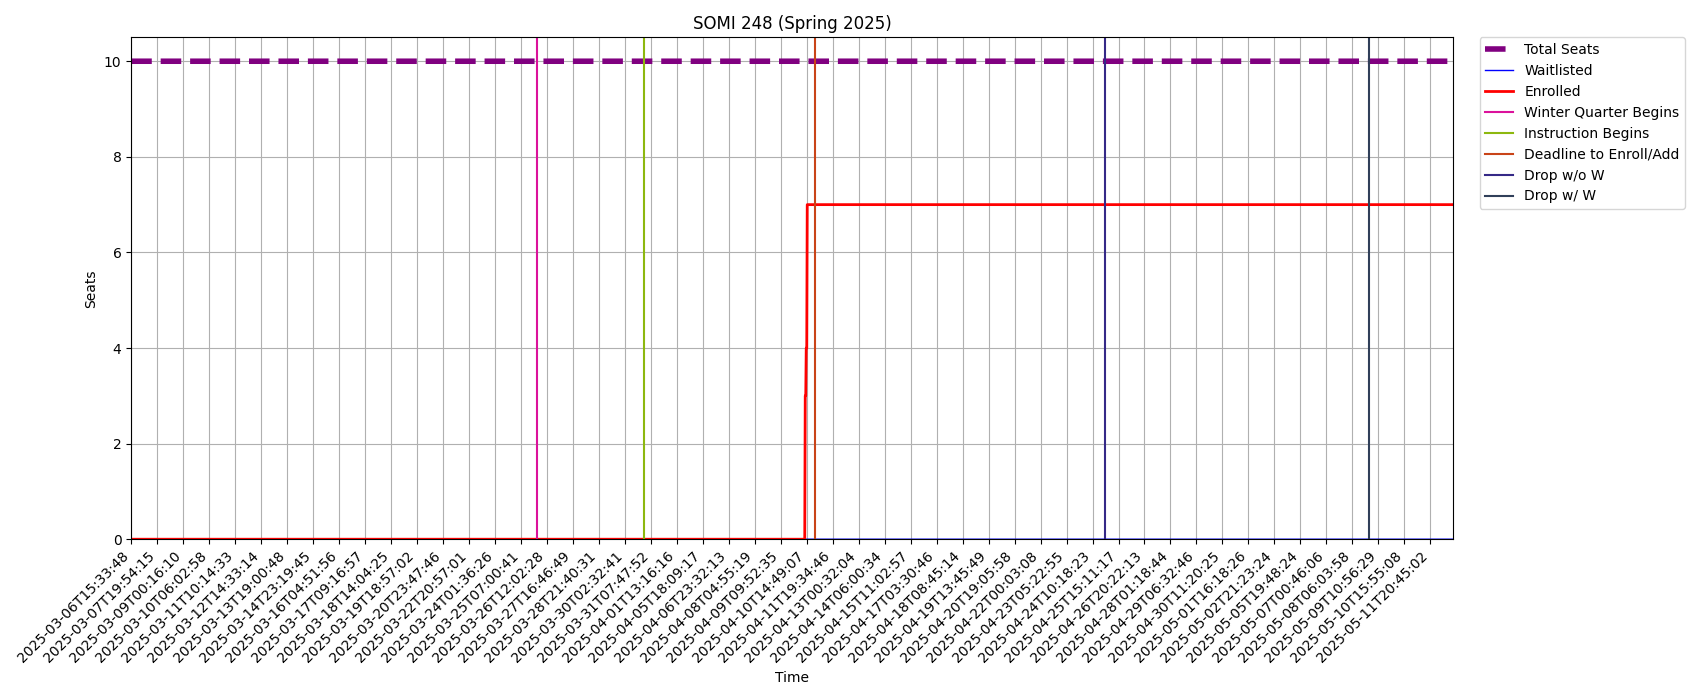 SOMI 248 (Spring 2025)
Total Seats
Waitlisted
Enrolled
Winter Quarter Begins
Instruction Begins
Deadline to Enroll/Add
Drop w/o W
Drop w/ W
Seats
10
8
6
4
2
0
2025-03-06T15:33:48
2025-03-07T19:54:15
2025-03-09T00:16:10
2025-03-10T06:02:58
2025-03-11T10:14:33
2025-03-12T14:33:14
2025-03-13T19:00:48
2025-03-14T23:19:45
2025-03-16T04:51:56
2025-03-17T09:16:57
2025-03-18T14:04:25
2025-03-19T18:57:02
2025-03-20T23:47:46
2025-03-22T20:57:01
2025-03-24T01:36:26
2025-03-25T07:00:41
2025-03-26T12:02:28
2025-03-27T16:46:49
2025-03-28T21:40:31
2025-03-30T02:32:41
2025-03-31T07:47:52
2025-04-01T13:16:16
2025-04-05T18:09:17
2025-04-06T23:32:13
2025-04-08T04:55:19
2025-04-09T09:52:35
2025-04-10T14:49:07
2025-04-11T19:34:46
2025-04-13T00:32:04
2025-04-14T06:00:34
2025-04-15T11:02:57
2025-04-17T03:30:46
2025-04-18T08:45:14
2025-04-19T13:45:49
2025-04-20T19:05:58
2025-04-22T00:03:08
2025-04-23T05:22:55
2025-04-24T10:18:23
2025-04-25T15:11:17
2025-04-26T20:22:13
2025-04-28T01:18:44
2025-04-29T06:32:46
2025-04-30T11:20:25
2025-05-01T16:18:26
2025-05-02T21:23:24
2025-05-05T19:48:24
2025-05-07T00:46:06
2025-05-08T06:03:58
2025-05-09T10:56:29
2025-05-10T15:55:08
2025-05-11T20:45:02
Time